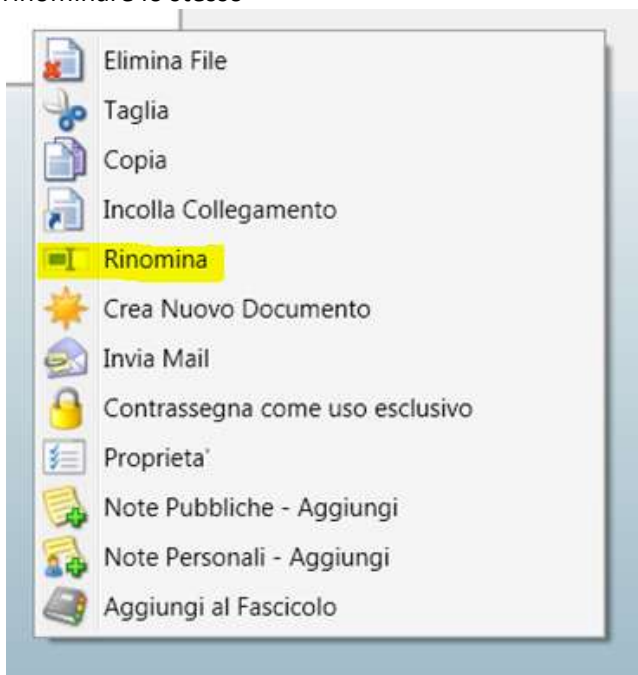 Elimina File
Taglia
Copia
Incolla Collegamento
Rinomina
Crea Nuovo Documento
Invia Mail
Contrassegna come uso esclusivo
Proprieta'
Note Pubbliche - Aggiungi
Note Personali - Aggiungi
Aggiungi al Fascicolo